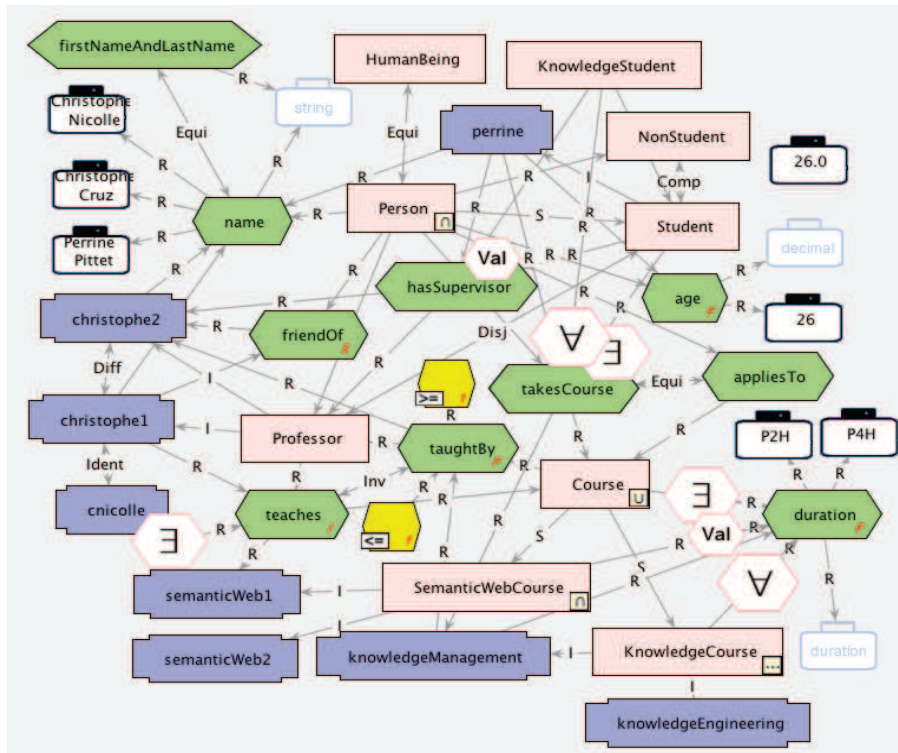 firstNameAndLastName
HumanBeing
KnowledgeStudent
R
Christophe
Nicolle
string
perrine
NonStudent
26.0
Equi
R
R
Equi
R
I
Comp
Christophe
Cruz
R
R
R
Person
∩
R
S
Student
name
R
Val
R
R
R
R
decimal
Perrine
Pittet
R
R
hasSupervisor
age
R
R
26
christophe2
R
R
friendOf
Disj
∀
∃
R
Diff
I
>=
takesCourse
Equi
appliesTo
christophe1
I
Professor
R
taughtBy
R
R
P2H
P4H
Ident
R
R
Inv
R
Course
∪
∃
R
R
R
cnicolle
∃
R
teaches
R
<=
R
S
R
Val
R
duration
R
R
R
S
R
∀
R
R
semanticWeb1
I
SemanticWebCourse
∩
semanticWeb2
I
knowledgeManagement
I
KnowledgeCourse
...
duration
I
knowledgeEngineering